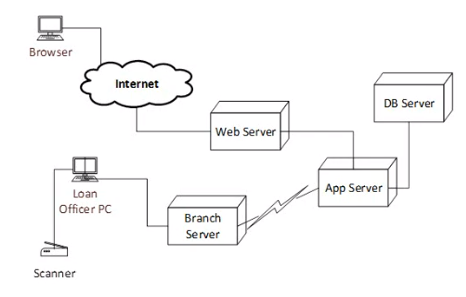 Browser
Internet
DB Server
Web Server
Loan
Officer PC
App Server
Branch
Server
Scanner